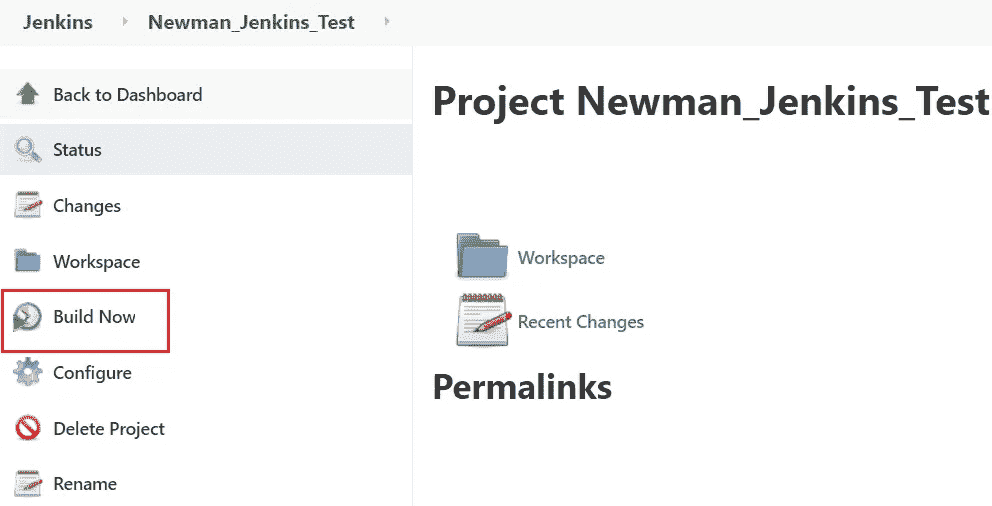 Jenkins Newman_Jenkins_Test
Back to Dashboard
Status
Changes
Workspace
Build Now
Configure
Delete Project
Rename
Project Newman_Jenkins_Test
Workspace
Recent Changes
Permalinks